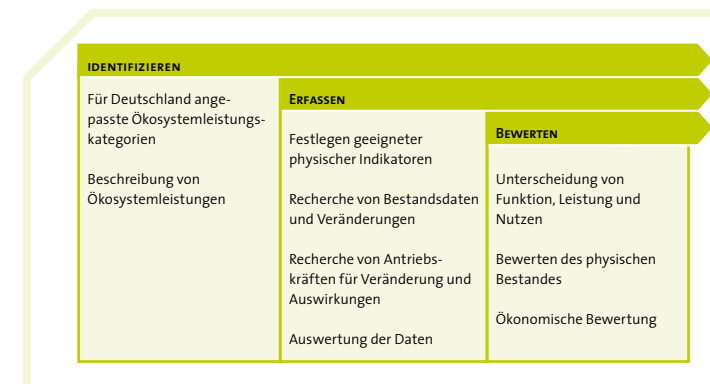 IDENTIFIZIEREN
Für Deutschland ange-
passte Ökosystemleistungs-
kategorien
Beschreibung von
Ökosystemleistungen
ERFASSEN
Festlegen geeigneter
physischer Indikatoren
Recherche von Bestandsdaten
und Veränderungen
Recherche von Antriebs-
kräften für Veränderung und
Auswirkungen
Auswertung der Daten
BEWERTEN
Unterscheidung von
Funktion, Leistung und
Nutzen
Bewerten des physischen
Bestandes
Ökonomische Bewertung